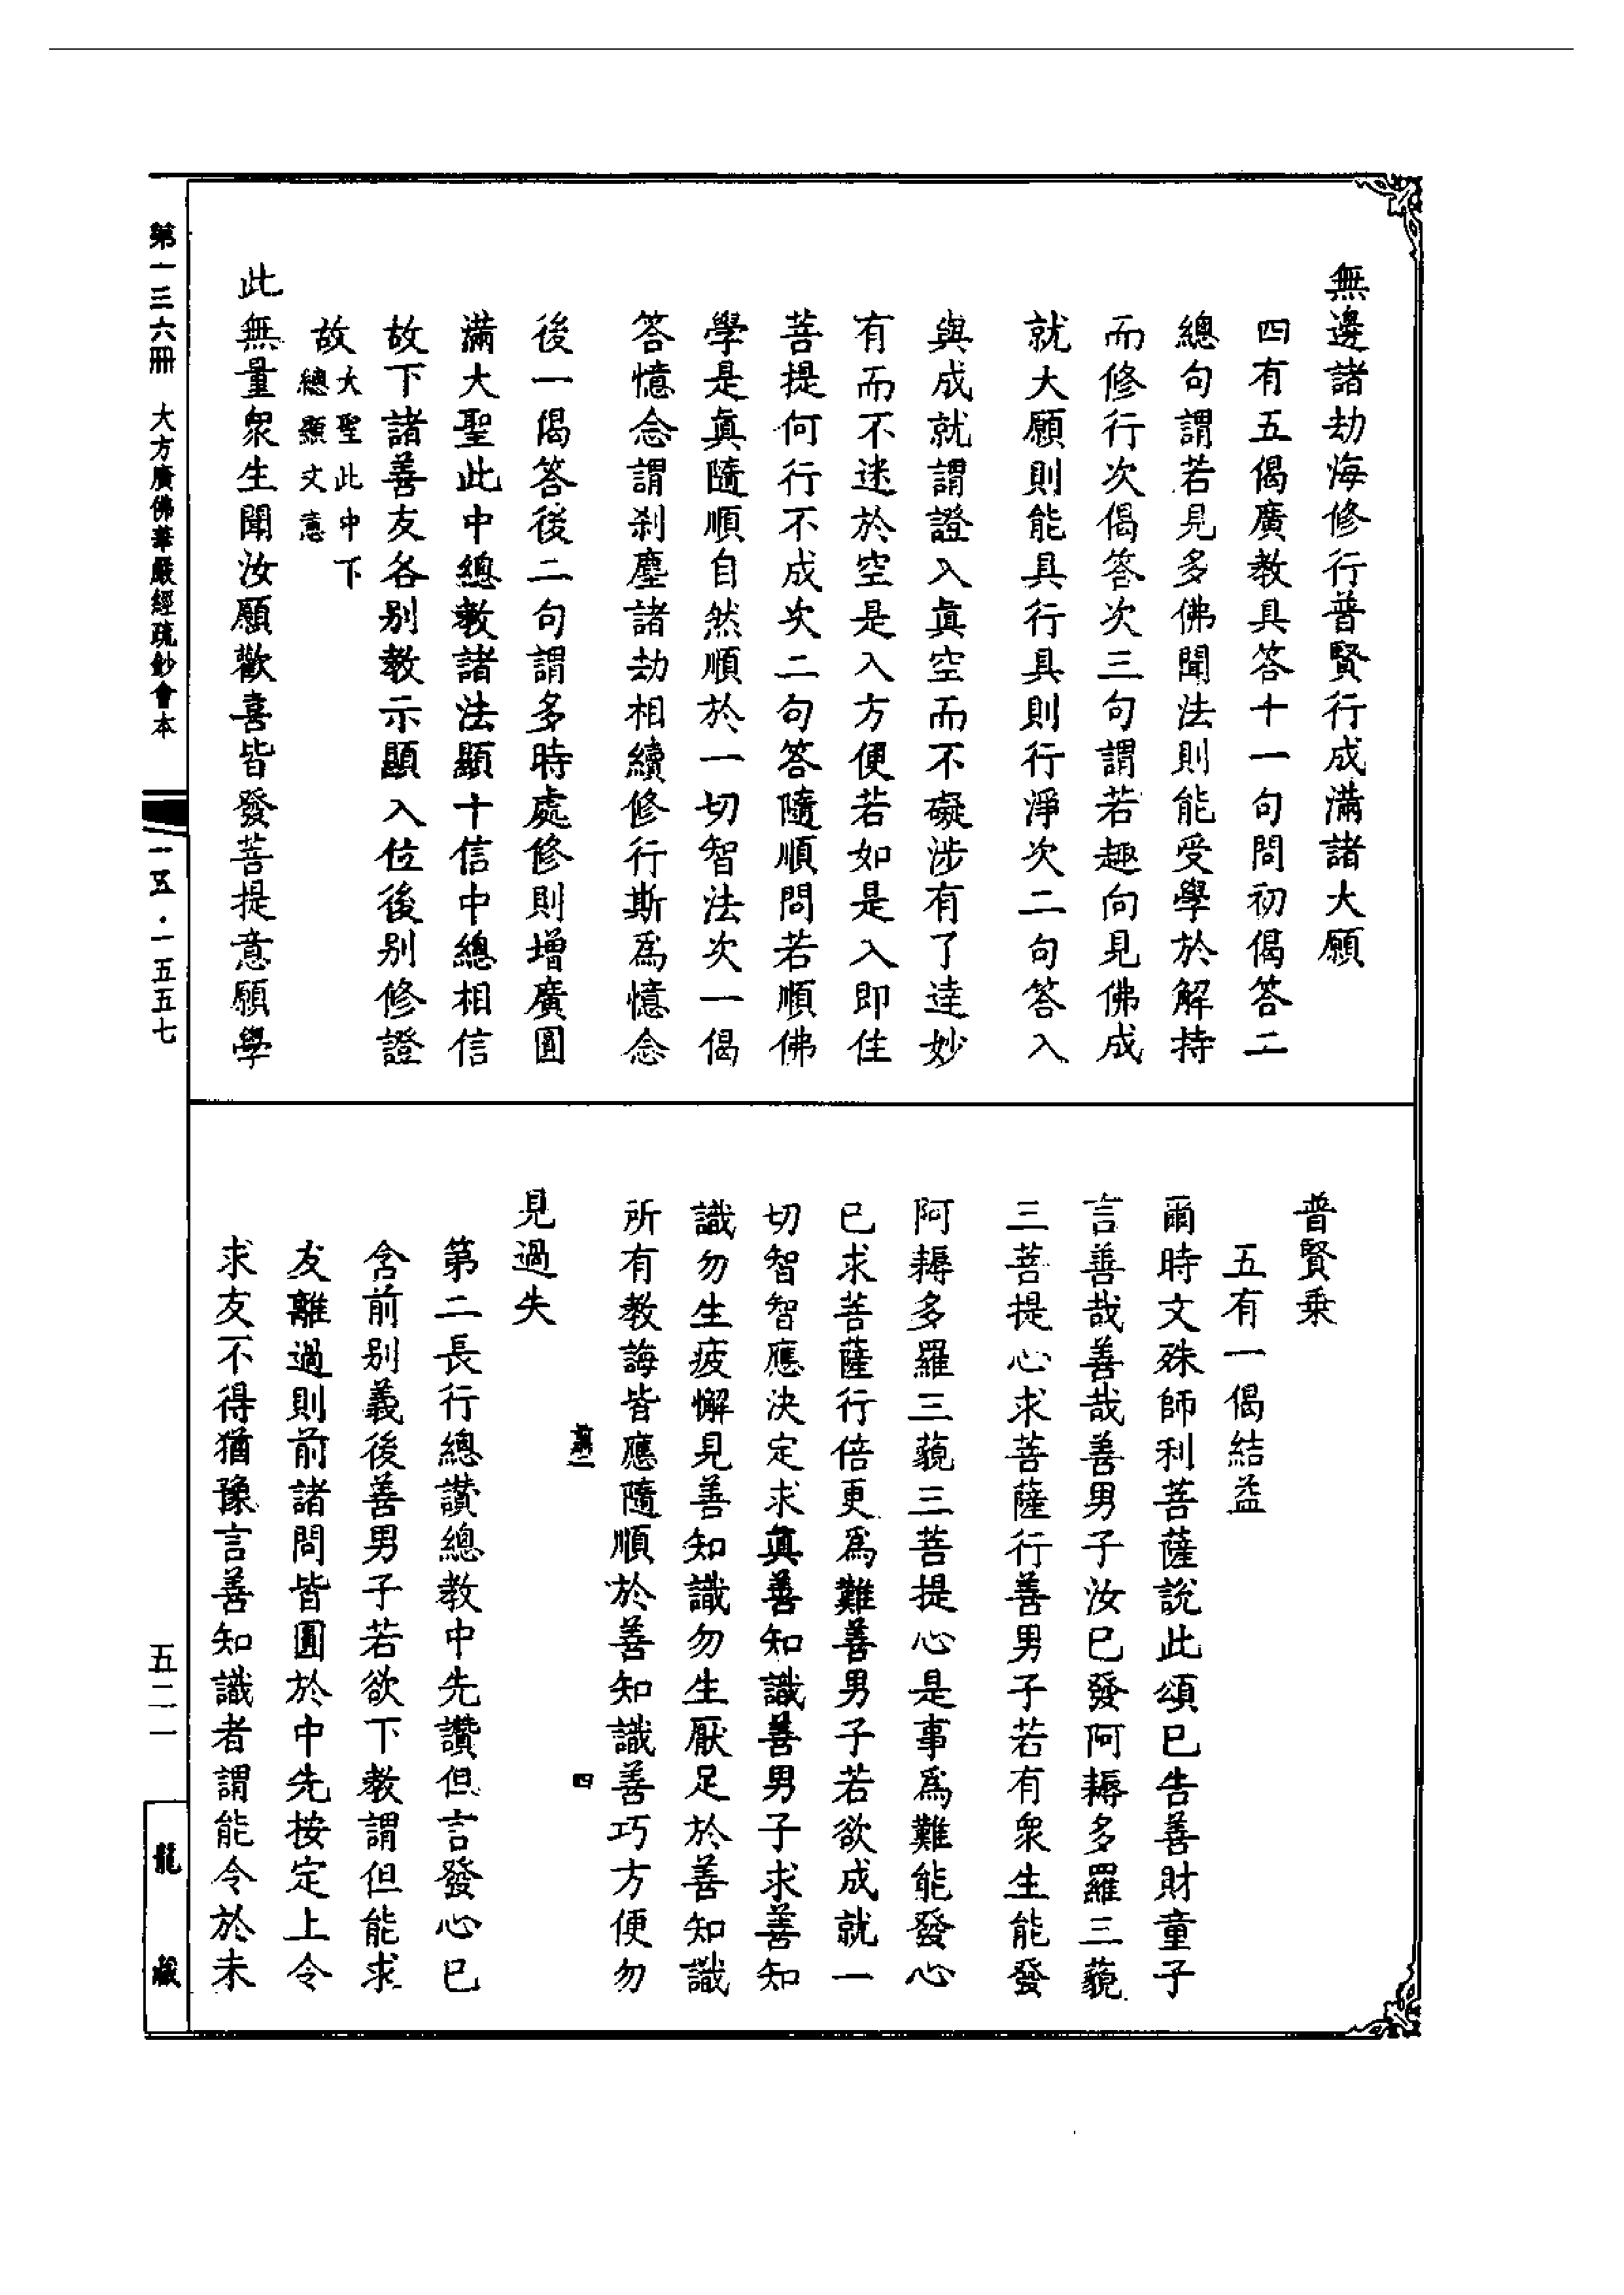 無邊諸劫海修行普賢行成滿諸大願
四有五偈廣教具答十一句問初偈答二
總句謂若見多佛聞法則能受學於解持
而修行次偈答次三句謂若趣向見佛成
就大願則能具行具則行淨次二句答入
與成就謂證入眞空而不礙涉有了達妙
有而不迷於空是入方便若如是入即住
菩提何行不成次二句答隨順問若順佛
學是眞隨順自然順於一切智法次一偈
答憶念謂刹塵諸劫相續修行斯爲憶念
後一偈答後二句謂多時處修則增廣圓
滿大聖此中總教諸法顯十信中總相信
故下諸善友各別教示顯入位後別修證
故 大聖此中下
總顯文意
此無量衆生聞汝願歡喜皆發菩提意願學
普賢乘
五有一偈結益
爾時文殊師利菩薩說此頌已告善財童子
言善哉善哉善男子汝已發阿耨多羅三藐
三菩提心求菩薩行善男子若有衆生能發
阿耨多羅三藐三菩提心是事爲難能發心
已求菩薩行倍更爲難善男子若欲成就一
切智智應決定求眞善知識善男子求善知
識勿生疲懈見善知識勿生厭足於善知識
所有教誨皆應隨順於善知識善巧方便勿
四
見過失
第二長行總讚總教中先讚但言發心已
含前別義後善男子若欲下教謂但能求
友離過則前諸問皆圓於中先按定上令
求友不得猶豫言善知識者謂能令於未
第一三六冊 大方廣佛華嚴經疏鈔會本
一五·一五五七
五二一
龍藏